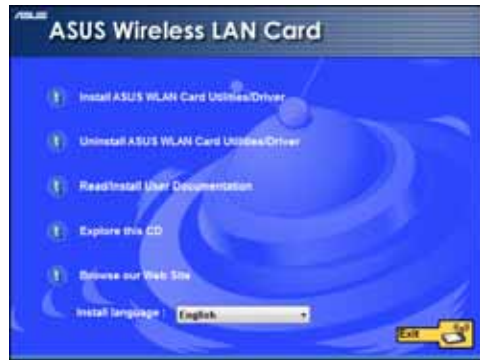 ASUS
ASUS Wireless LAN Card
Install ASUS WLAN Card Utilities/Driver
Uninstall ASUS WLAN Card Utilities/Driver
Read/Install User Documentation
Explore this CD
Browse our Web Site
Install language :
English
Exit